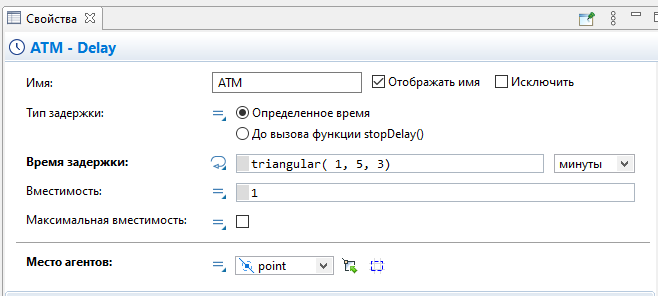 Свойства
ATM - Delay
Имя: ATM Отображать имя Исключить
Тип задержки: Определенное время
До вызова функции stopDelay()
Время задержки: triangular( 1, 5, 3) минуты
Вместимость: 1
Максимальная вместимость:
Место агентов: point